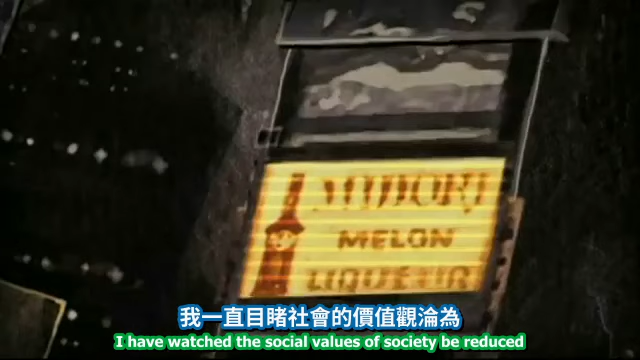 MIDORI
MELON
LIQUEUR
我一直目睹社會的價值觀淪為
I have watched the social values of society be reduced